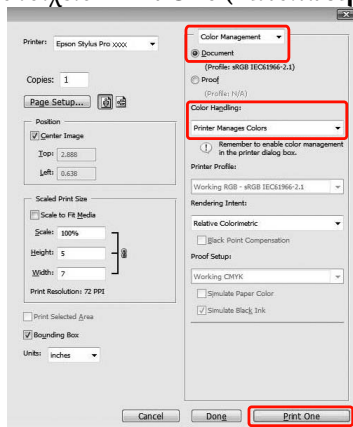 Printer: Epson Stylus Pro xxxx
Copies: 1
Page Setup...
Position
Center Image
Top: 2.888
Left: 0.638
Scaled Print Size
Scale to Fit Media
Scale: 100%
Height: 5
Width: 7
Print Resolution: 72 PPI
Print Selected Area
Bounding Box
Units: inches
Color Management
Document
(Profile: sRGB IEC61966-2.1)
Proof
(Profile: N/A)
Color Handling:
Printer Manages Colors
Remember to enable color management
in the printer dialog box.
Printer Profile:
Working RGB - sRGB IEC61966-2.1
Rendering Intent:
Relative Colorimetric
Black Point Compensation
Proof Setup:
Working CMYK
Simulate Paper Color
Simulate Black Ink
Cancel
Done
Print One